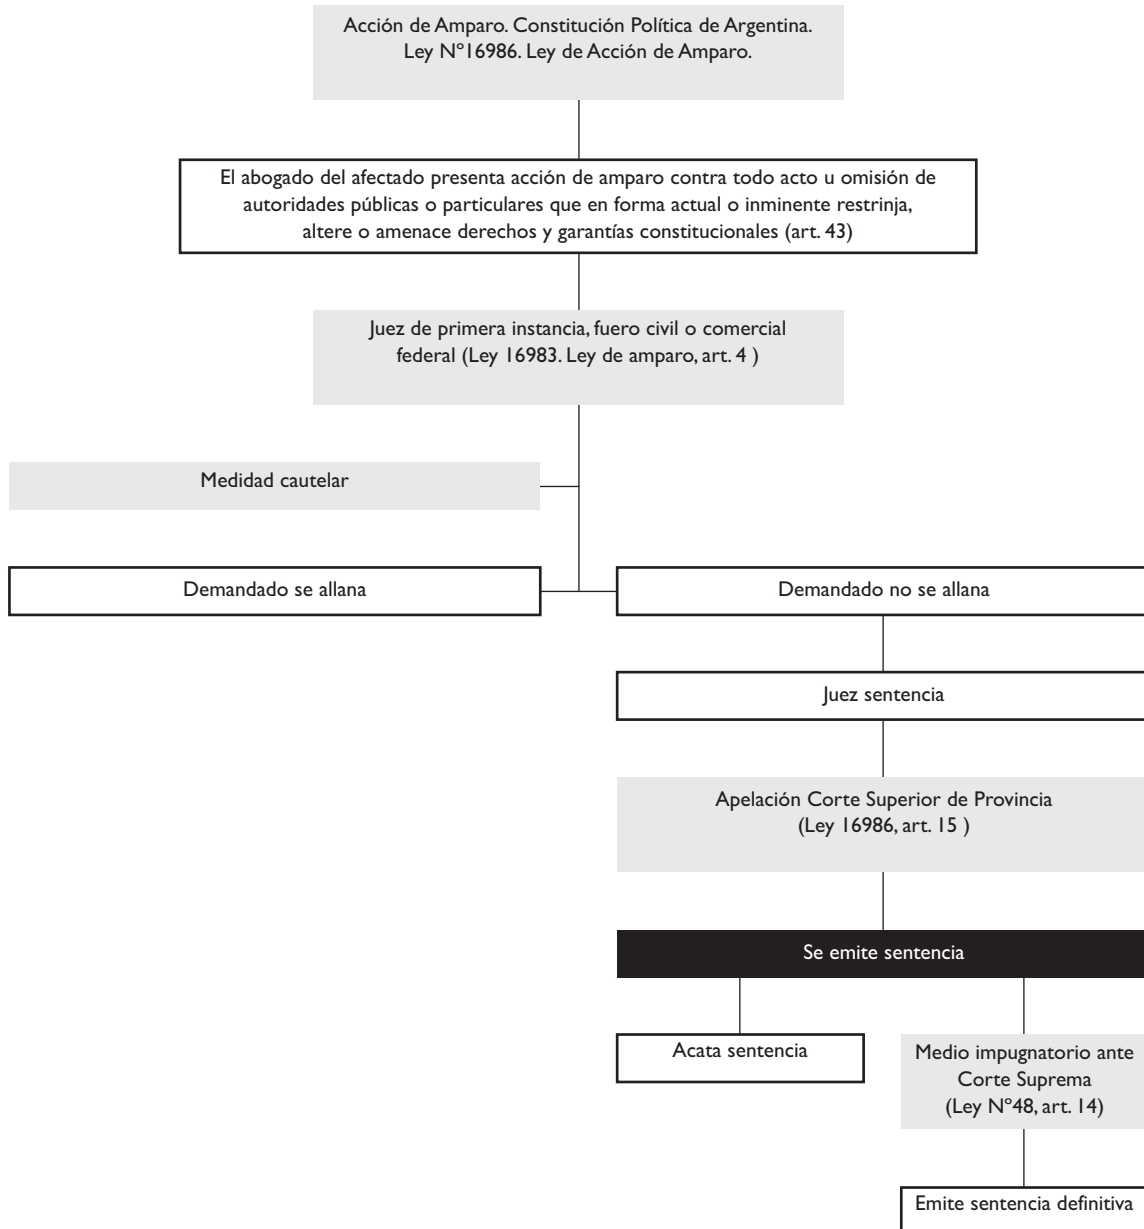 Acción de Amparo. Constitución Política de Argentina.
Ley Nº16986. Ley de Acción de Amparo.
El abogado del afectado presenta acción de amparo contra todo acto u omisión de
autoridades públicas o particulares que en forma actual o inminente restrinja,
altere o amenace derechos y garantías constitucionales (art. 43)
Juez de primera instancia, fuero civil o comercial
federal (Ley 16983. Ley de amparo, art. 4 )
Medidad cautelar
Demandado se allana
Demandado no se allana
Juez sentencia
Apelación Corte Superior de Provincia
(Ley 16986, art. 15 )
Se emite sentencia
Acata sentencia
Medio impugnatorio ante
Corte Suprema
(Ley Nº48, art. 14)
Emite sentencia definitiva